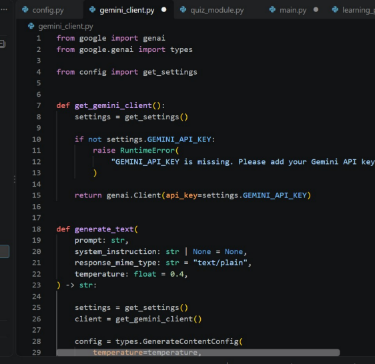 config.py gemini_client.py quiz_module.py main.py learning_
gemini_client.py
1 from google import genai
2 from google.genai import types
3
4 from config import get_settings
5
6
7 def get_gemini_client():
8 settings = get_settings()
9
10 if not settings.GEMINI_API_KEY:
11 raise RuntimeError(
12 "GEMINI_API_KEY is missing. Please add your Gemini API key
13 )
14
15 return genai.Client(api_key=settings.GEMINI_API_KEY)
16
17
18 def generate_text(
19 prompt: str,
20 system_instruction: str | None = None,
21 response_mime_type: str = "text/plain",
22 temperature: float = 0.4,
23 ) -> str:
24
25 settings = get_settings()
26 client = get_gemini_client()
27
28 config = types.GenerateContentConfig(
29 temperature=temperature,